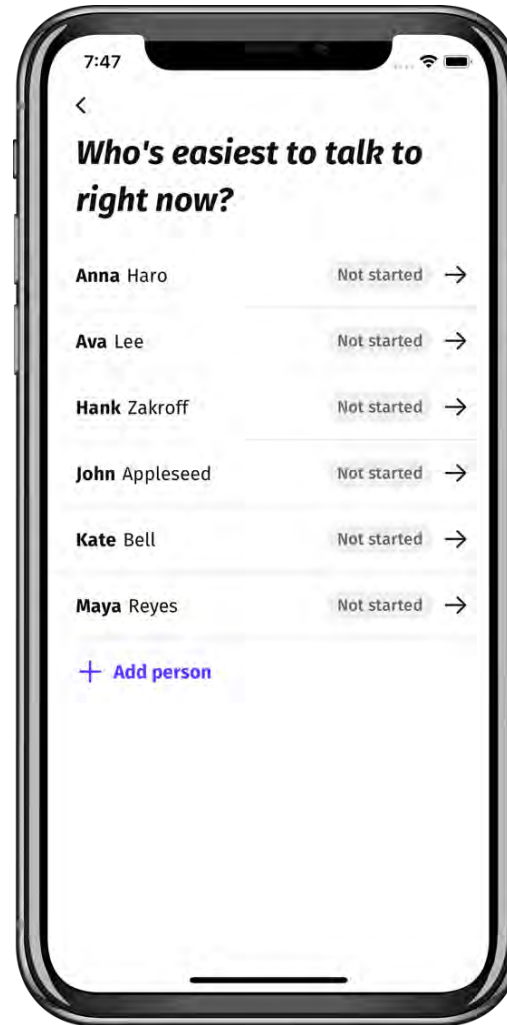 7:47
Who's easiest to talk to
right now?
Anna Haro Not started
Ava Lee Not started
Hank Zakroff Not started
John Appleseed Not started
Kate Bell Not started
Maya Reyes Not started
Add person